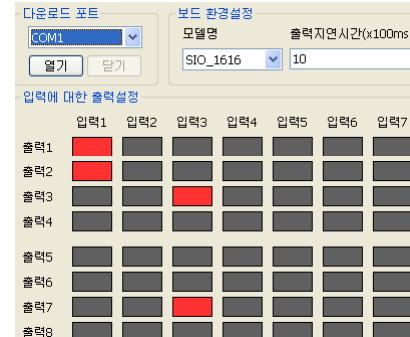 다운로드 포트
보드 환경설정
COM1
모델명
출력지연시간(x100ms
열기
닫기
SIO_1616
10
입력에 대한 출력설정
입력1 입력2 입력3 입력4 입력5 입력6 입력7
출력1
출력2
출력3
출력4
출력5
출력6
출력7
출력8